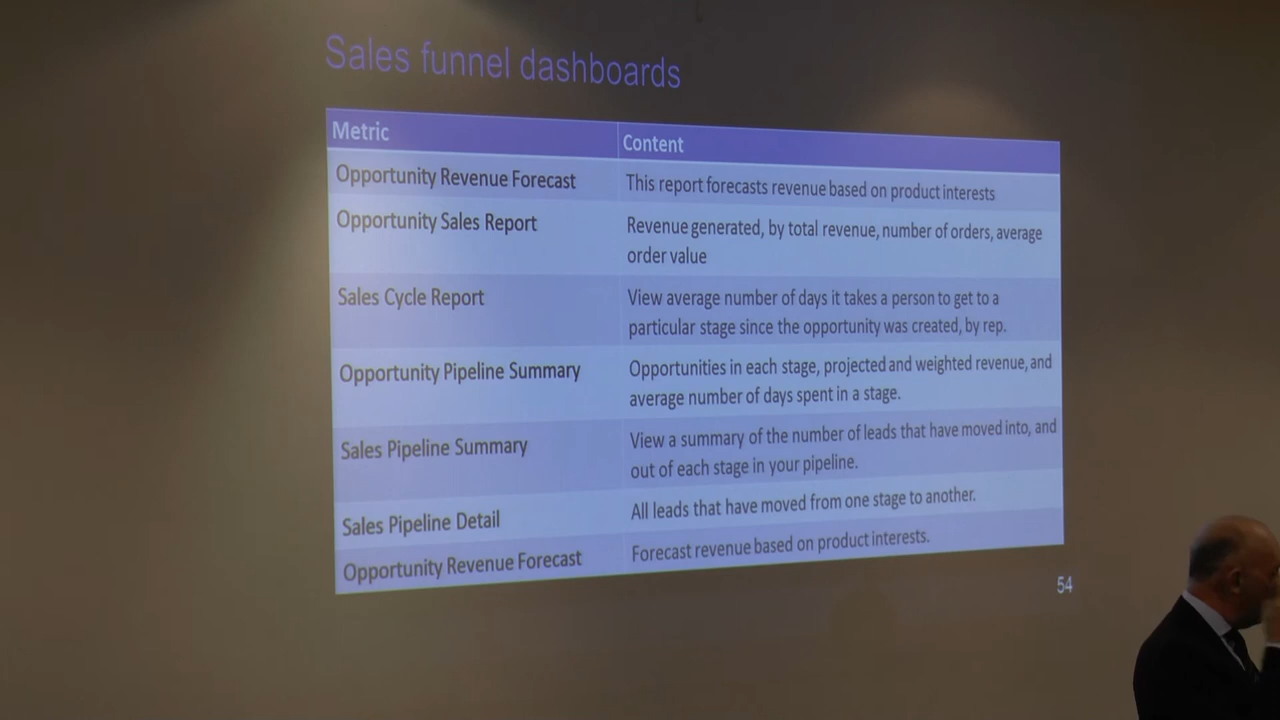 Sales funnel dashboards
Metric
Content
Opportunity Revenue Forecast
This report forecasts revenue based on product interests
Opportunity Sales Report
Revenue generated, by total revenue, number of orders, average
order value
Sales Cycle Report
View average number of days it takes a person to get to a
particular stage since the opportunity was created, by rep.
Opportunity Pipeline Summary
Opportunities in each stage, projected and weighted revenue, and
average number of days spent in a stage.
Sales Pipeline Summary
View a summary of the number of leads that have moved into, and
out of each stage in your pipeline.
Sales Pipeline Detail
All leads that have moved from one stage to another.
Opportunity Revenue Forecast
Forecast revenue based on product interests.
54